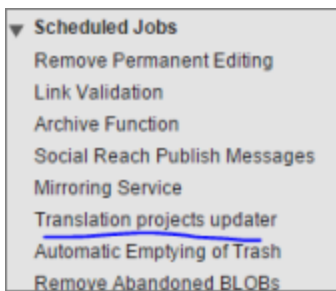 Scheduled Jobs
Remove Permanent Editing
Link Validation
Archive Function
Social Reach Publish Messages
Mirroring Service
Translation projects updater
Automatic Emptying of Trash
Remove Abandoned BLOBs